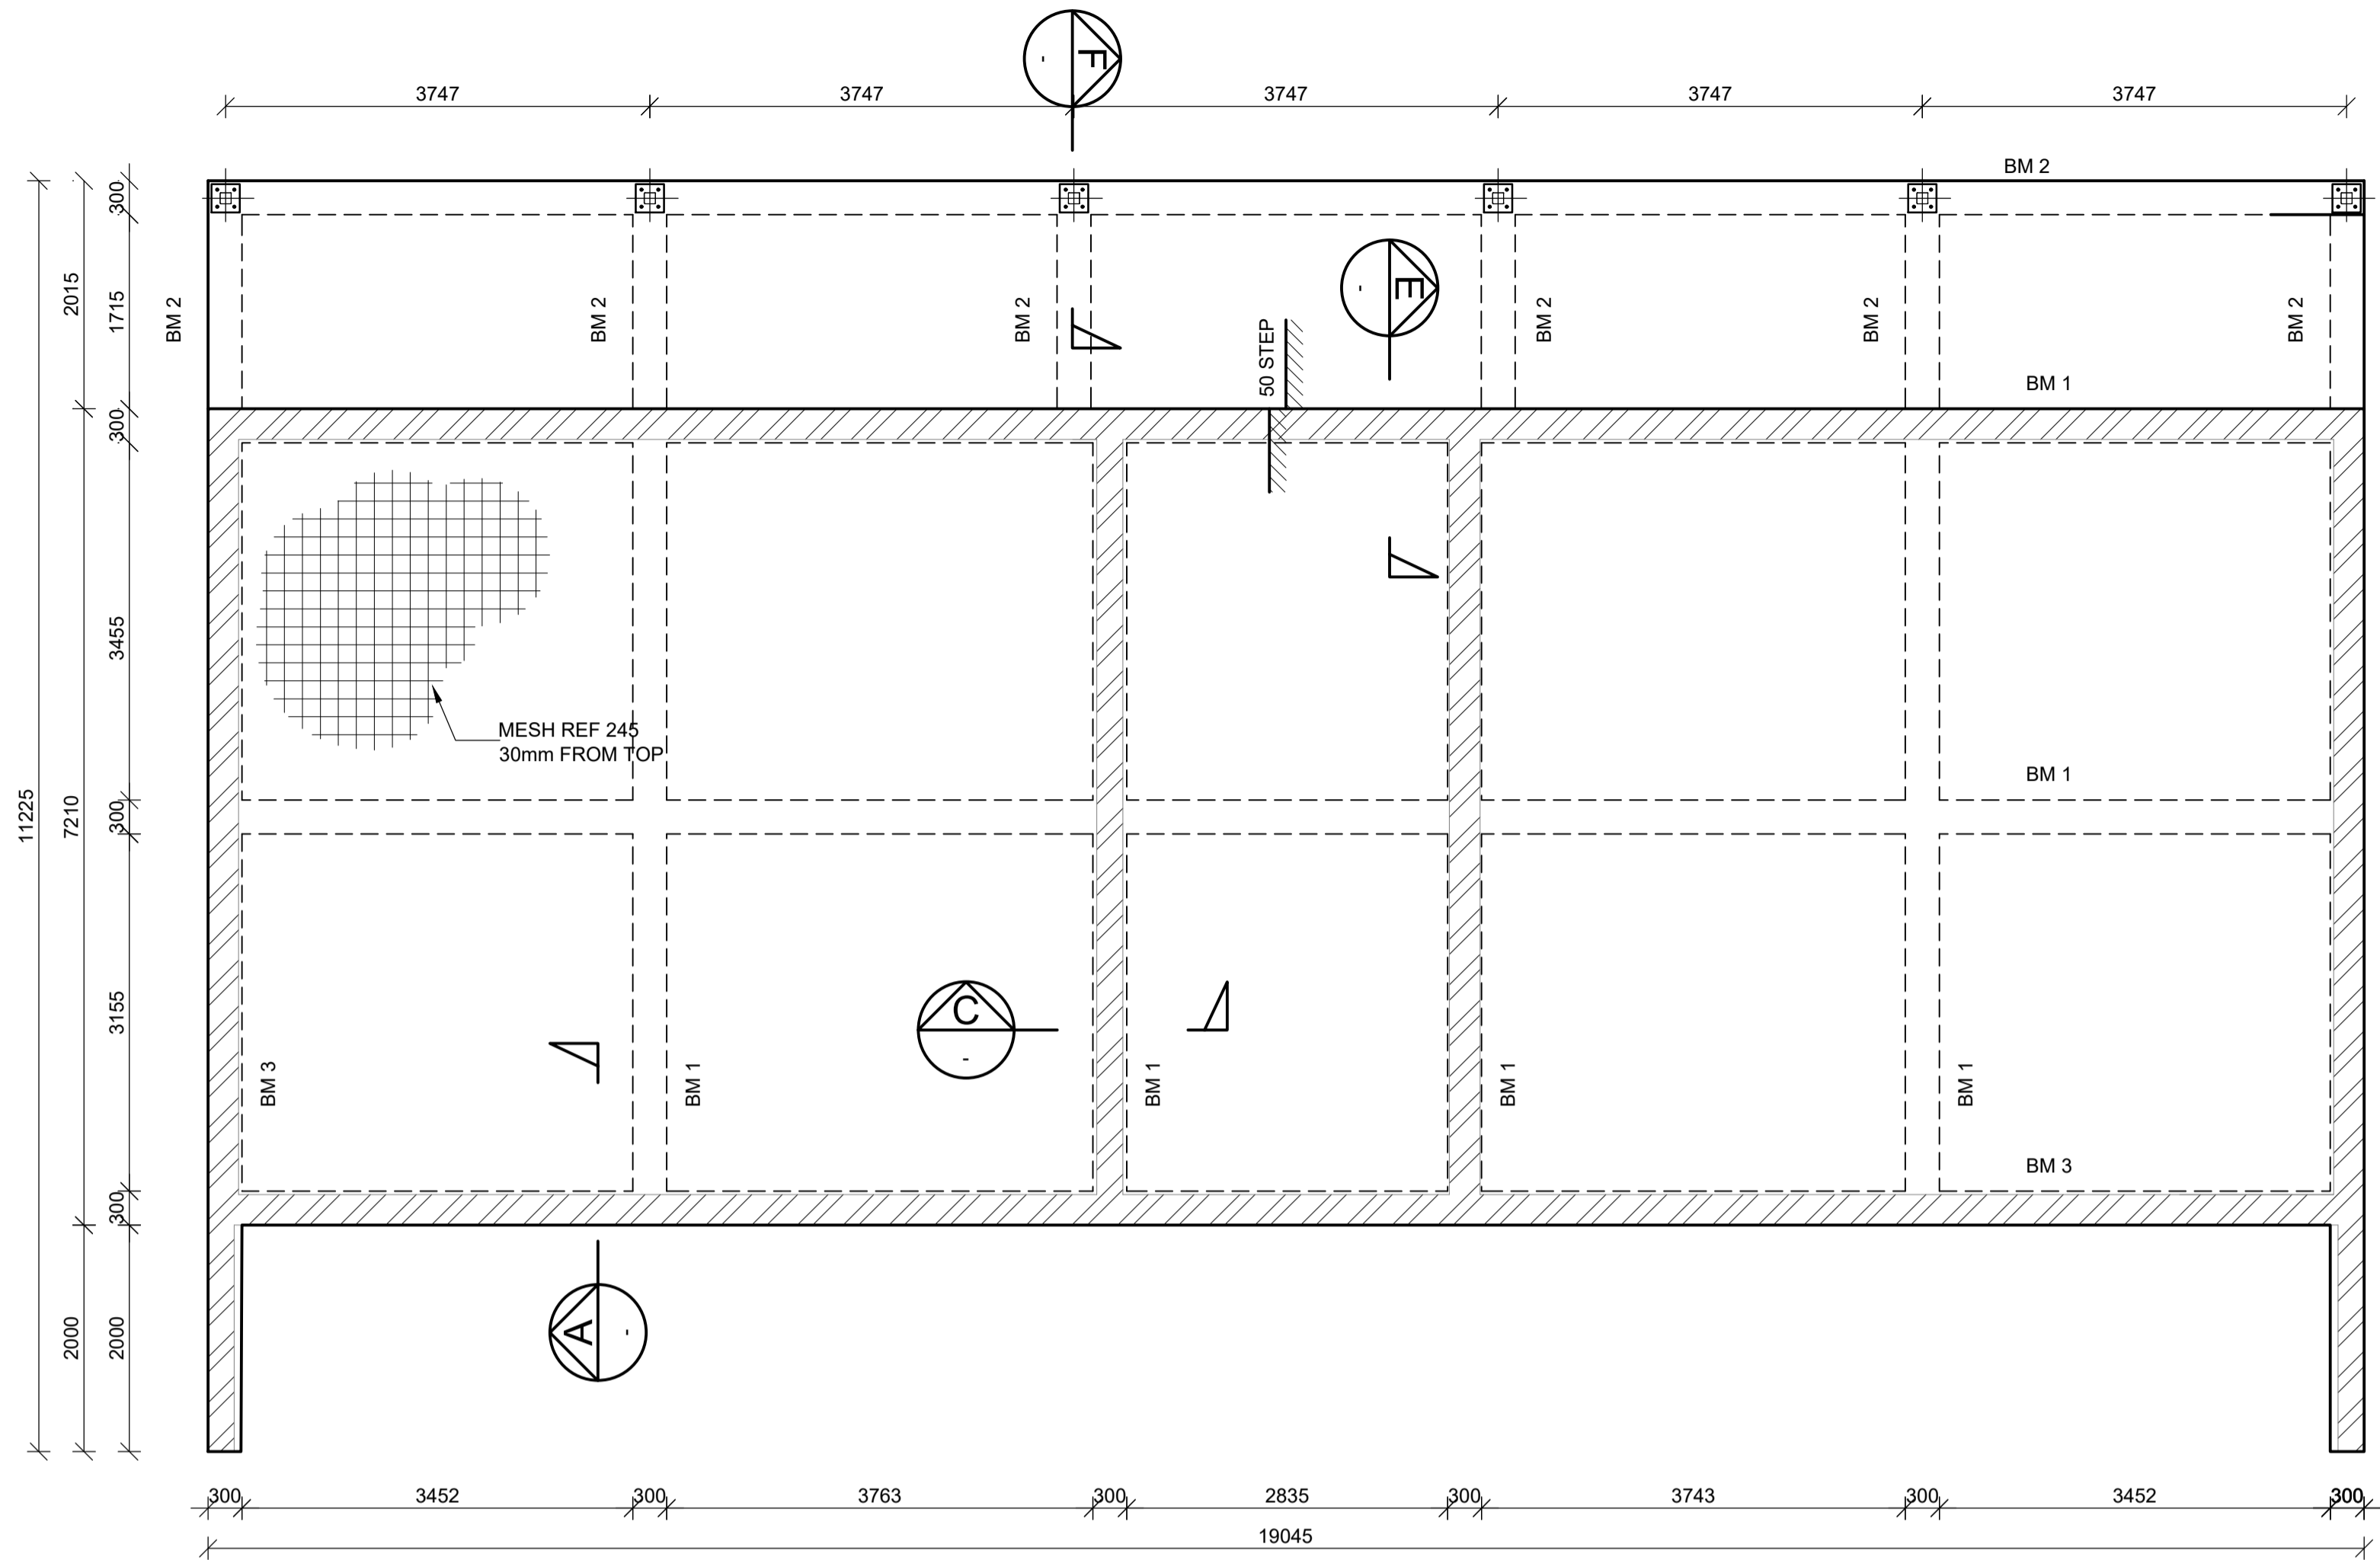 F
-
3747 3747 3747 3747 3747
BM 2
300
2015
1715
BM 2 BM 2 BM 2 BM 2 BM 2 BM 2
E
-
50 STEP
BM 1
300
3455
MESH REF 245
30mm FROM TOP
BM 1
11225
7210
300
3155
C
-
BM 3 BM 1 BM 1 BM 1 BM 1
BM 3
300
A
-
2000 2000
300 3452 300 3763 300 2835 300 3743 300 3452 300
19045